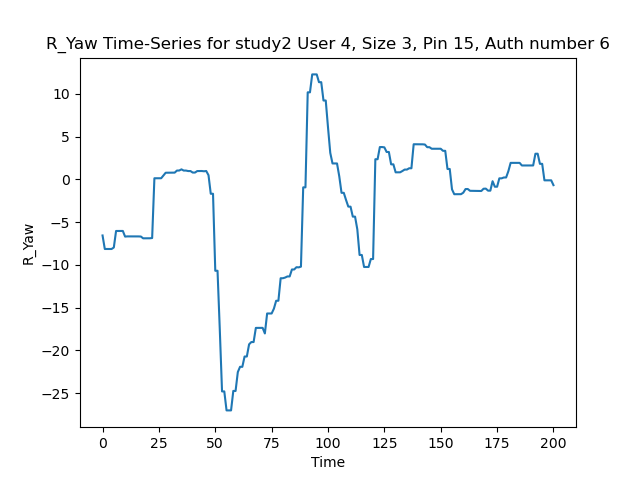 R_Yaw Time-Series for study2 User 4, Size 3, Pin 15, Auth number 6
10
5
0
−5
−10
−15
−20
−25
R_Yaw
0 25 50 75 100 125 150 175 200
Time